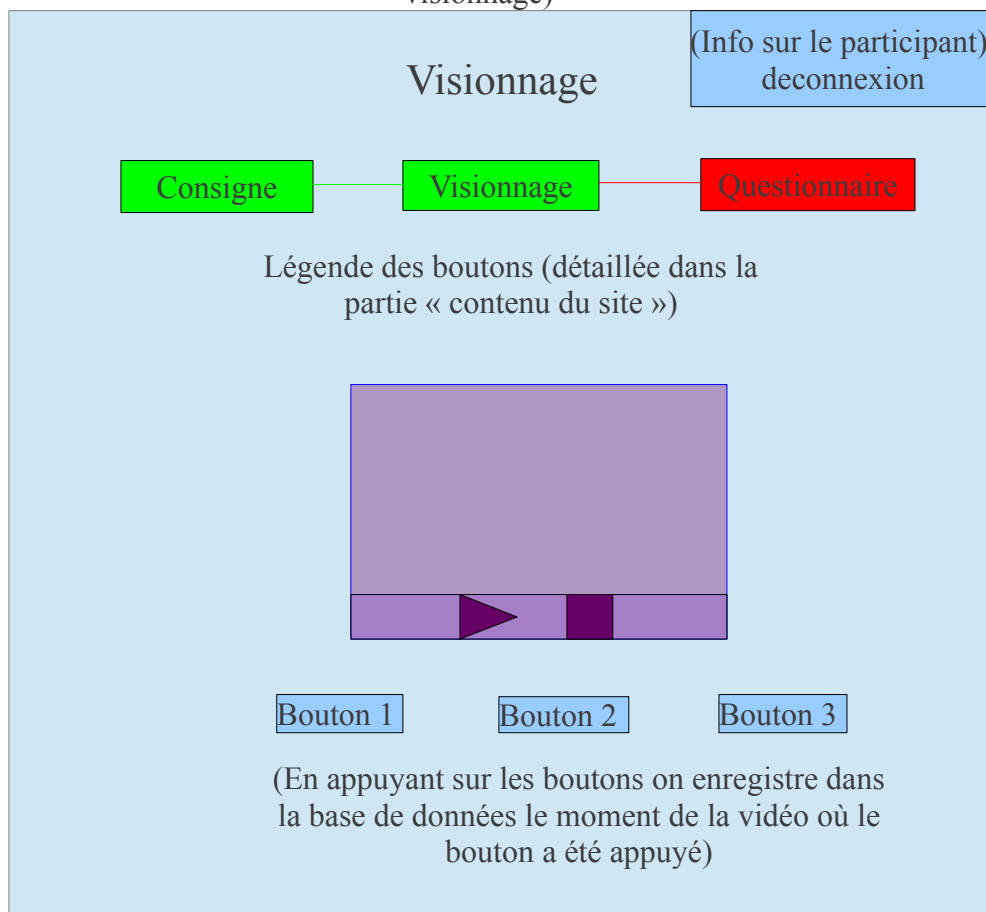 visionnage)
(Info sur le participant)
deconnexion
Visionnage
Consigne
Visionnage
Questionnaire
Légende des boutons (détaillée dans la
partie « contenu du site »)
Bouton 1
Bouton 2
Bouton 3
(En appuyant sur les boutons on enregistre dans
la base de données le moment de la vidéo où le
bouton a été appuyé)